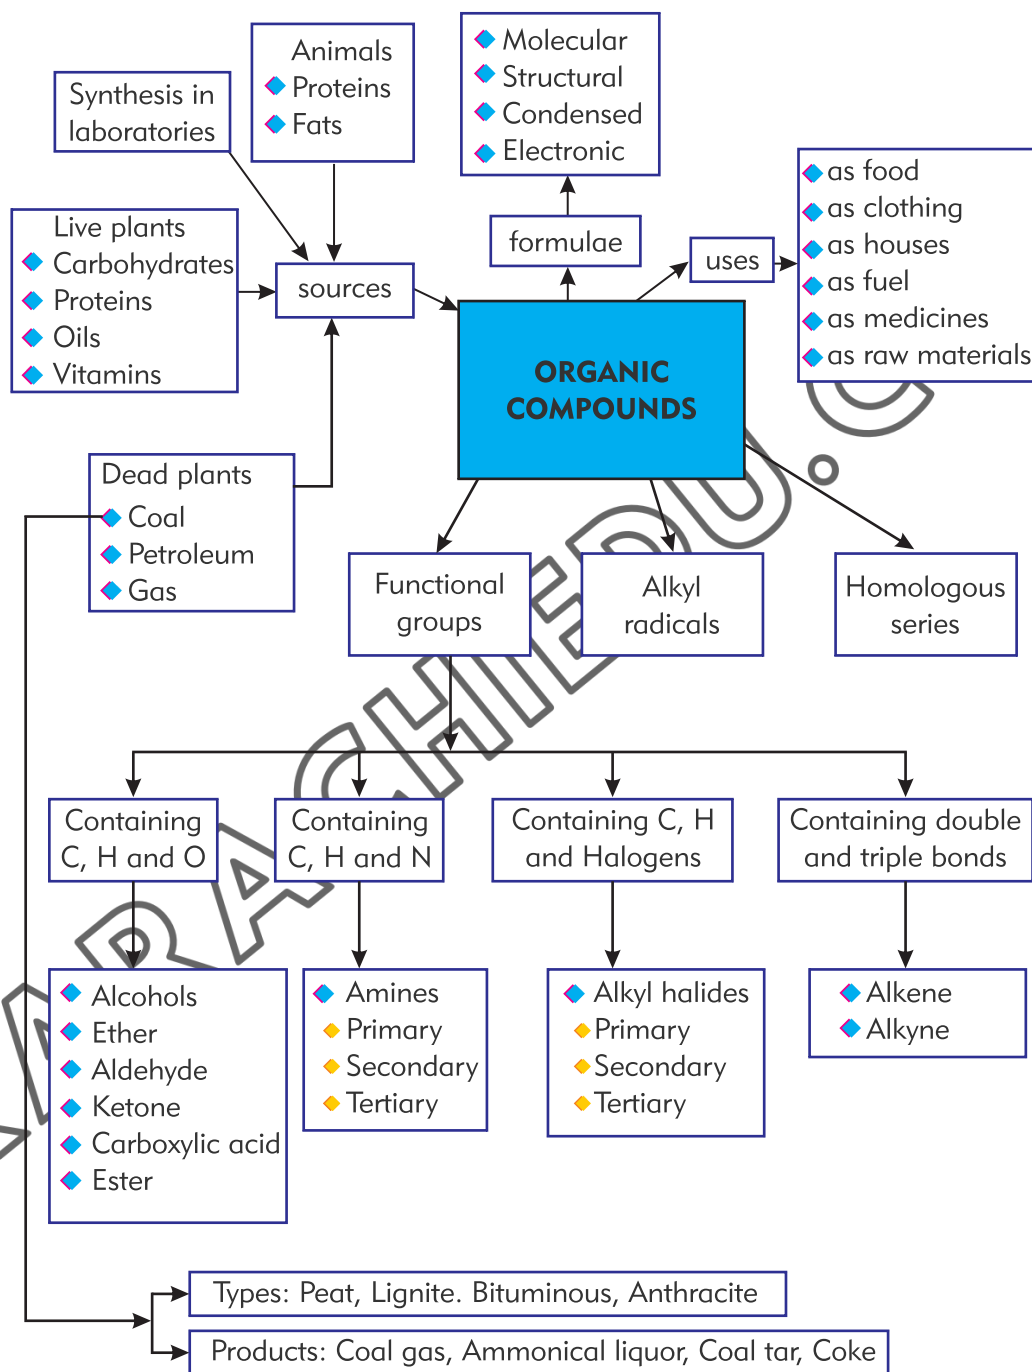 Synthesis in
laboratories
Animals
Proteins
Fats
Molecular
Structural
Condensed
Electronic
as food
as clothing
as houses
as fuel
as medicines
as raw materials
Live plants
Carbohydrates
Proteins
Oils
Vitamins
sources
formulae
uses
ORGANIC
COMPOUNDS
Dead plants
Coal
Petroleum
Gas
Functional
groups
Alkyl
radicals
Homologous
series
Containing
C, H and O
Containing
C, H and N
Containing C, H
and Halogens
Containing double
and triple bonds
Alcohols
Ether
Aldehyde
Ketone
Carboxylic acid
Ester
Amines
Primary
Secondary
Tertiary
Alkyl halides
Primary
Secondary
Tertiary
Alkene
Alkyne
Types: Peat, Lignite. Bituminous, Anthracite
Products: Coal gas, Ammonical liquor, Coal tar, Coke
KARACHIEDU.C